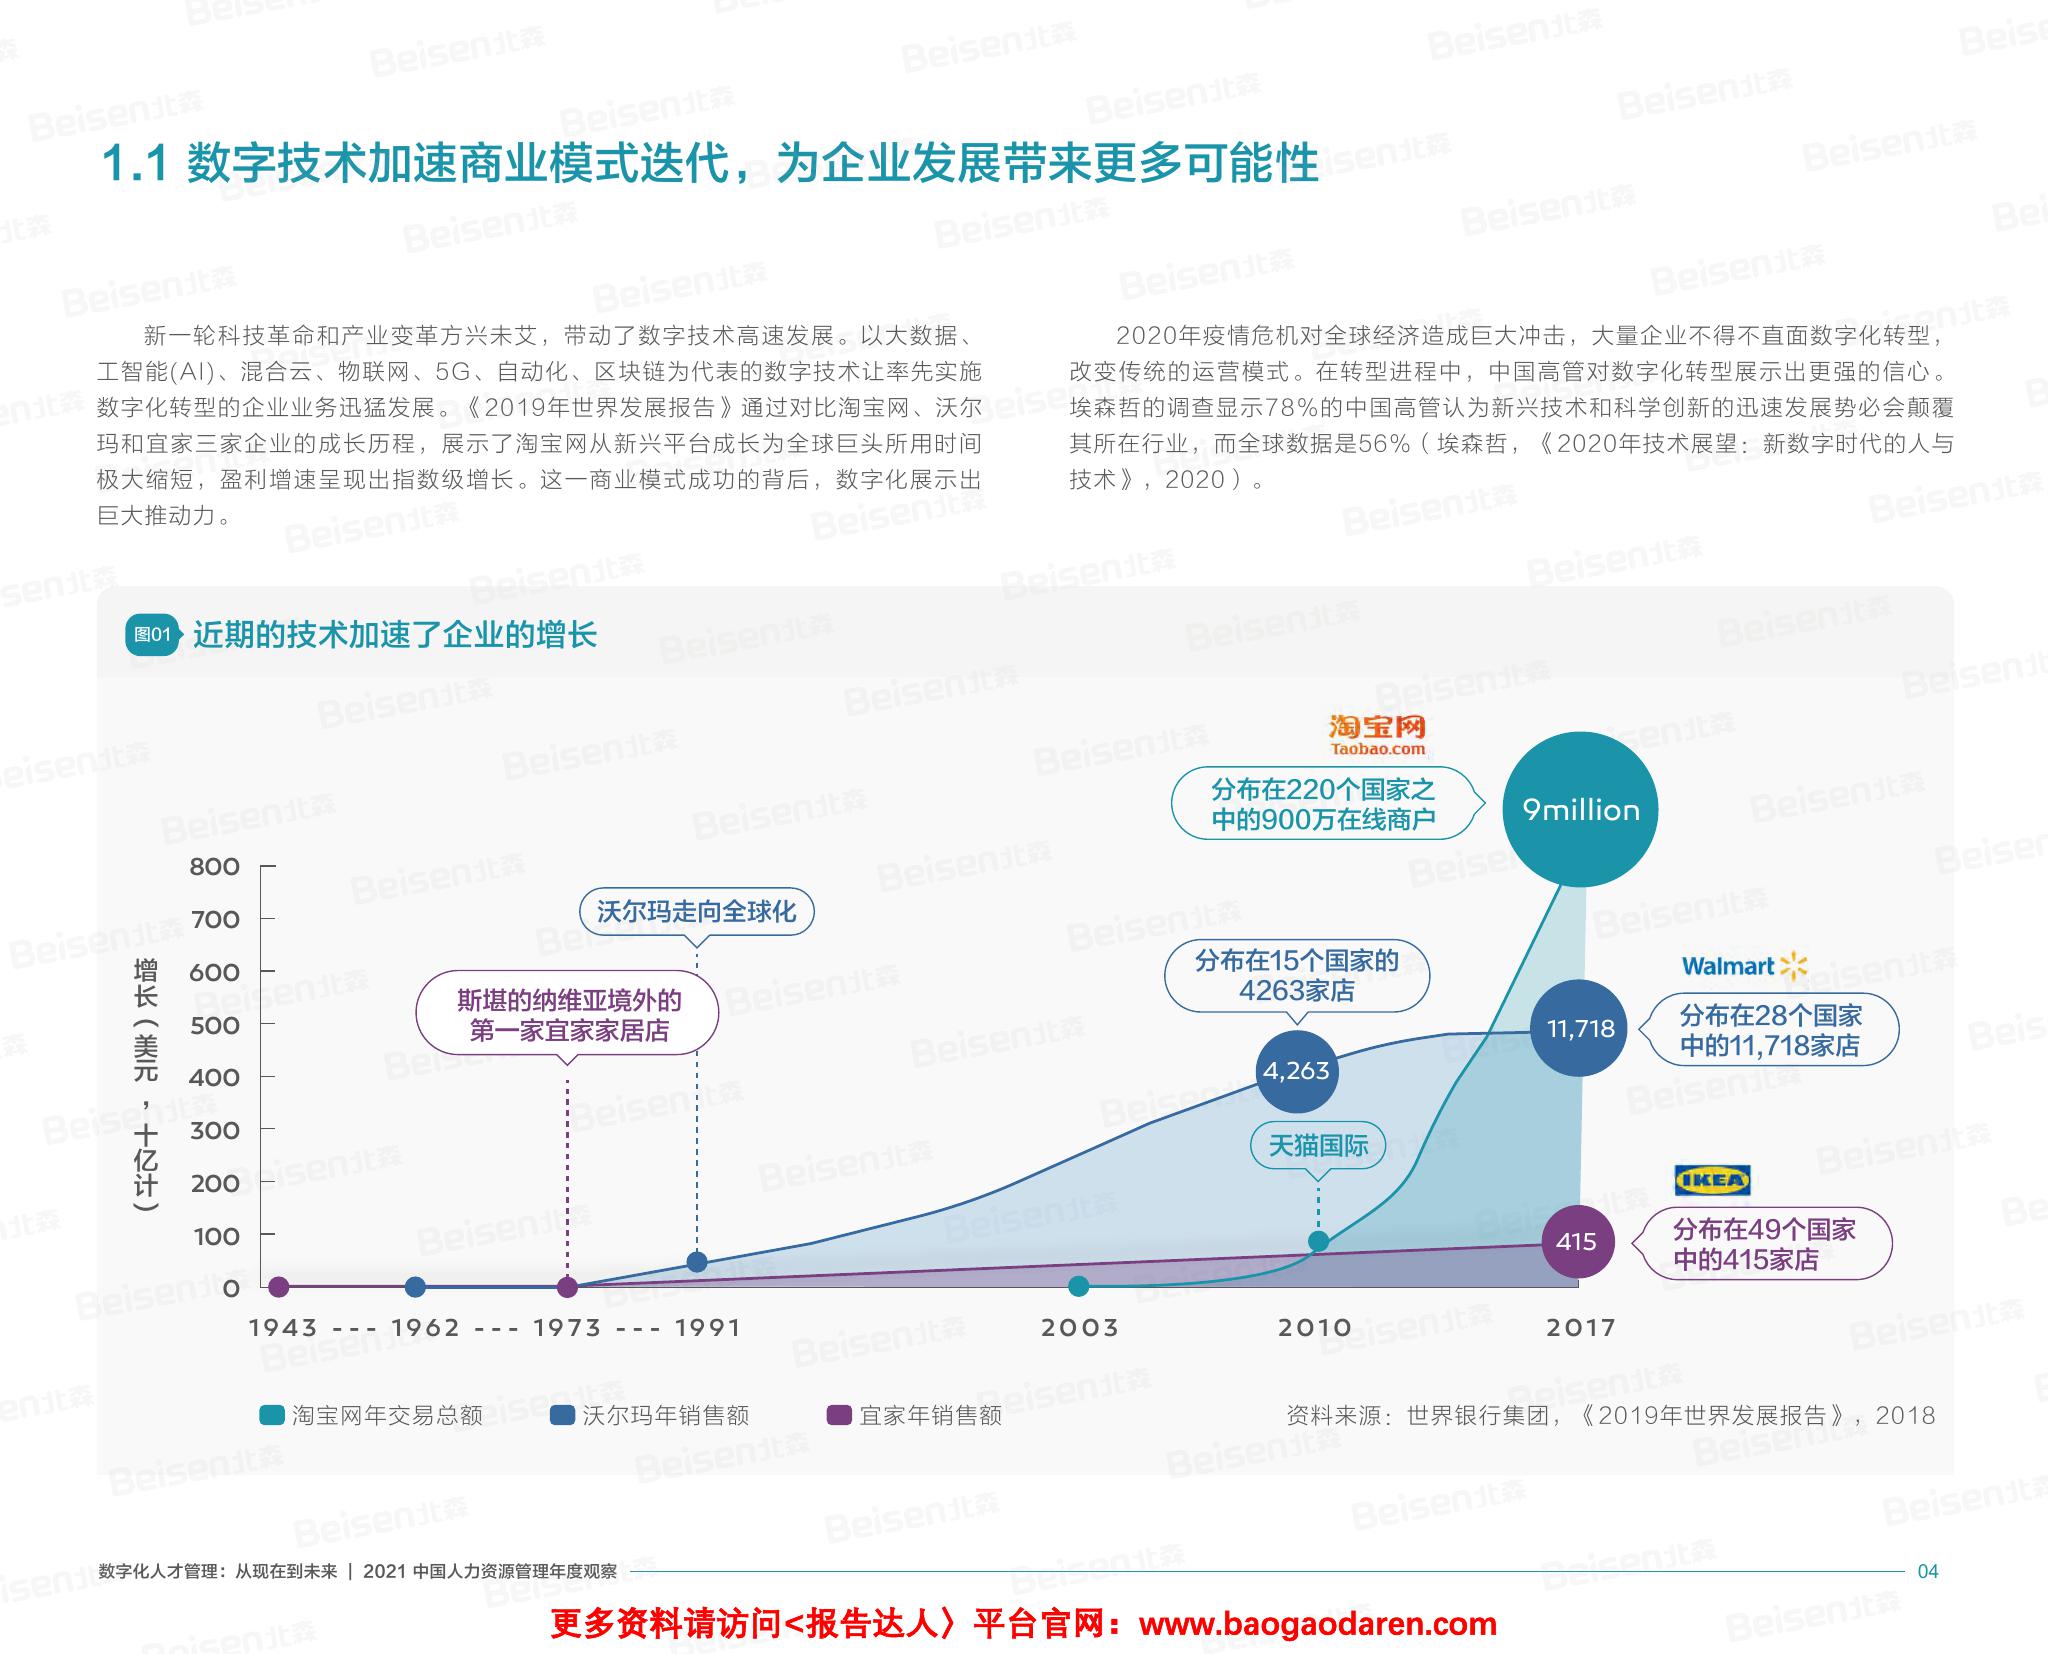 1.1 数字技术加速商业模式迭代，为企业发展带来更多可能性
新一轮科技革命和产业变革方兴未艾，带动了数字技术高速发展。以大数据、
工智能(AI)、混合云、物联网、5G、自动化、区块链为代表的数字技术让率先实施
数字化转型的企业业务迅猛发展。《2019年世界发展报告》通过对比淘宝网、沃尔
玛和宜家三家企业的成长历程，展示了淘宝网从新兴平台成长为全球巨头所用时间
极大缩短，盈利增速呈现出指数级增长。这一商业模式成功的背后，数字化展示出
巨大推动力。
2020年疫情危机对全球经济造成巨大冲击，大量企业不得不直面数字化转型，
改变传统的运营模式。在转型进程中，中国高管对数字化转型展示出更强的信心。
埃森哲的调查显示78%的中国高管认为新兴技术和科学创新的迅速发展势必会颠覆
其所在行业，而全球数据是56%（埃森哲，《2020年技术展望：新数字时代的人与
技术》，2020）。
图01
近期的技术加速了企业的增长
淘宝网
Taobao.com
分布在220个国家之
中的900万在线商户
9million
增长（美元，十亿计）
800
700
600
500
400
300
200
100
0
沃尔玛走向全球化
斯堪的纳维亚境外的
第一家宜家家居店
分布在15个国家的
4263家店
4,263
天猫国际
11,718
Walmart
分布在28个国家
中的11,718家店
IKEA
415
分布在49个国家
中的415家店
1943 --- 1962 --- 1973 --- 1991
2003
2010
2017
淘宝网年交易总额
沃尔玛年销售额
宜家年销售额
资料来源：世界银行集团，《2019年世界发展报告》，2018
数字化人才管理：从现在到未来 | 2021 中国人力资源管理年度观察
04
更多资料请访问<报告达人〉平台官网：www.baogaodaren.com
Beisen北森